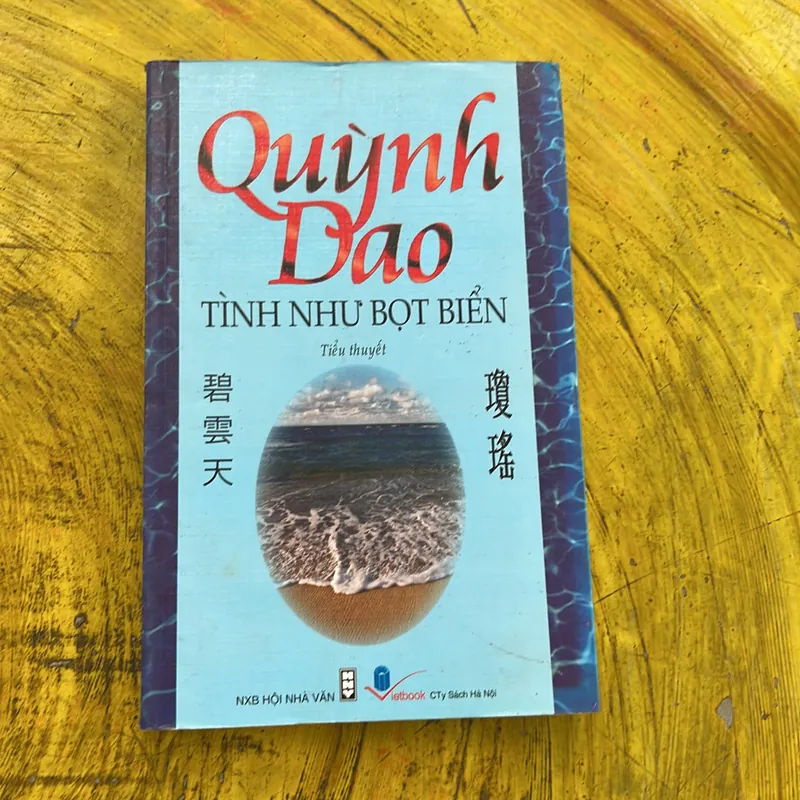 Quỳnh
Dao
TÌNH NHƯ BỌT BIỂN
Tiểu thuyết
碧雲天
瓊瑤
NXB HỘI NHÀ VĂN
NHV
Vietbook CTy Sách Hà Nội